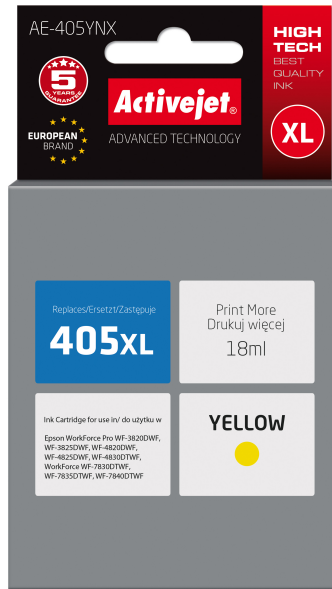 AE-405YNX
HIGH
TECH
BEST
QUALITY
INK
5
YEARS
GUARANTEE
Activejet®
EUROPEAN
BRAND
ADVANCED TECHNOLOGY
XL
Replaces/Ersetzt/Zastępuje
405XL
Print More
Drukuj więcej
18ml
Ink Cartridge for use in/ do użytku w
Epson WorkForce Pro WF-3820DWF,
WF-3825DWF, WF-4820DWF,
WF-4825DWF, WF-4830DTWF,
WorkForce WF-7830DTWF,
WF-7835DTWF, WF-7840DTWF
YELLOW